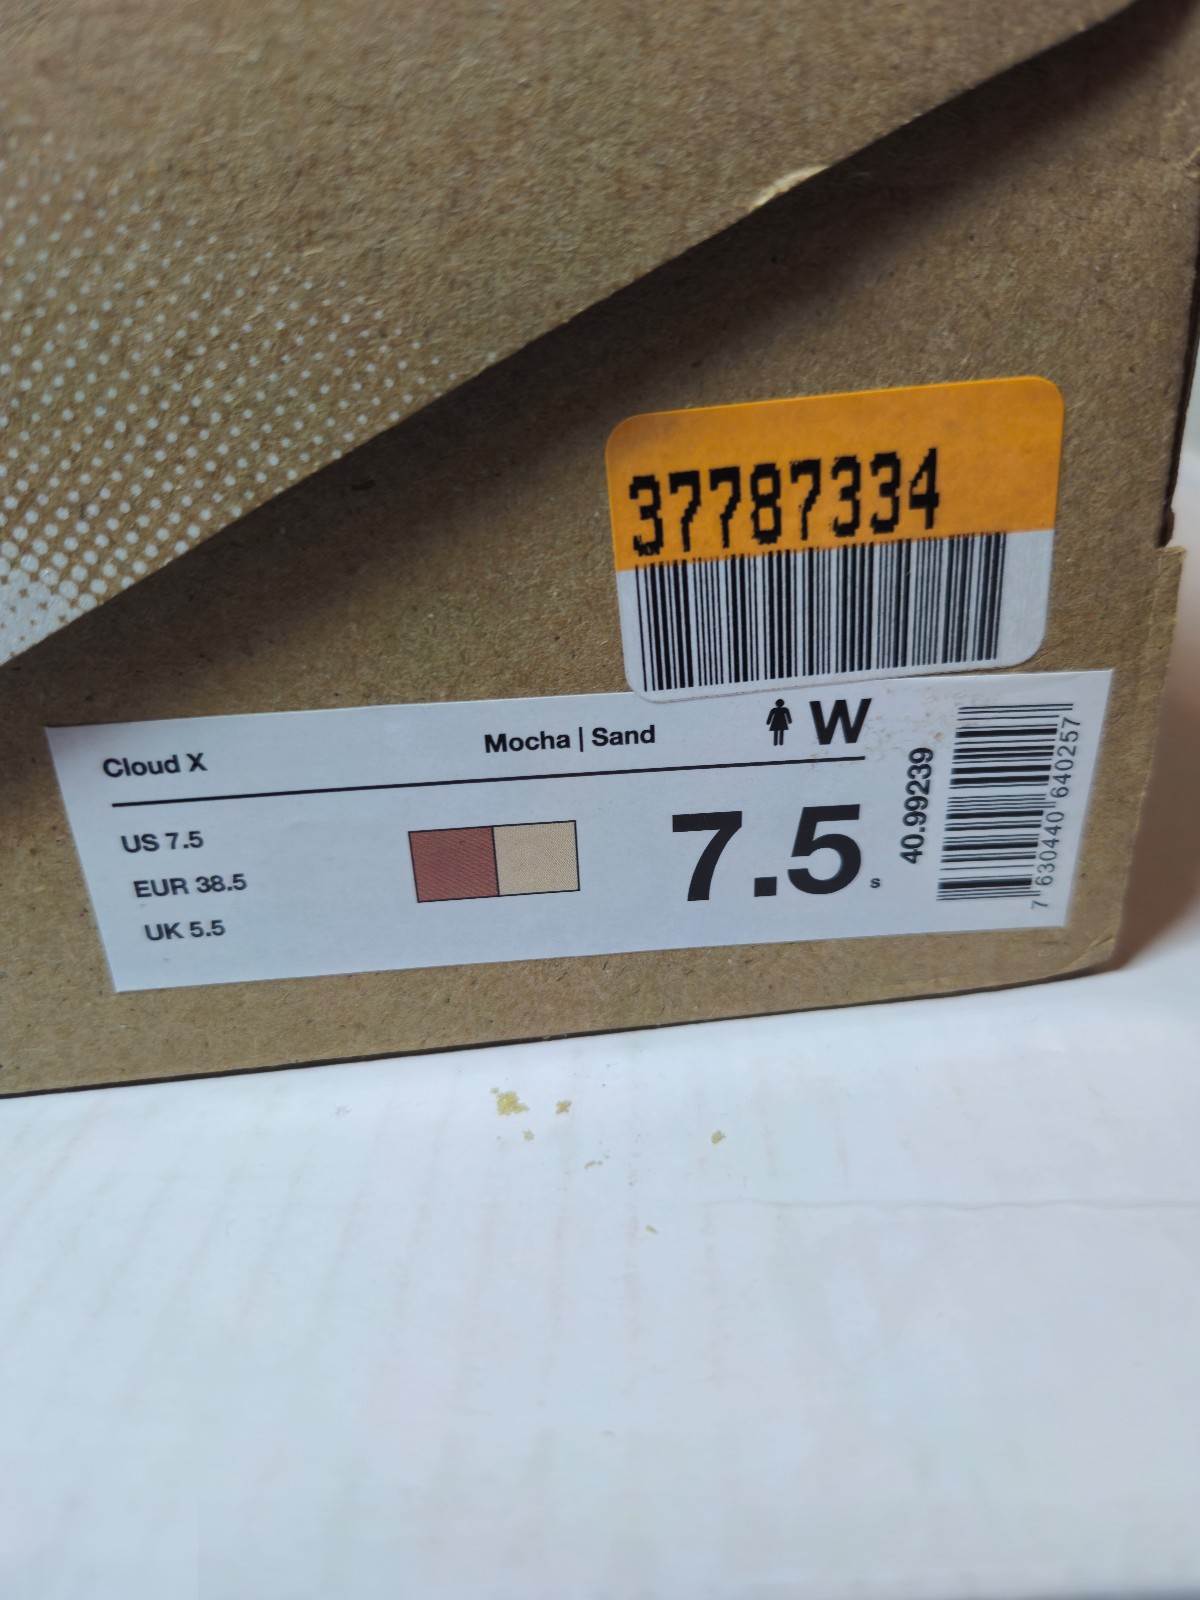 37787334
Cloud X
Mocha | Sand
W
US 7.5
EUR 38.5
UK 5.5
7.5
s
40.99239
7 630440 640257